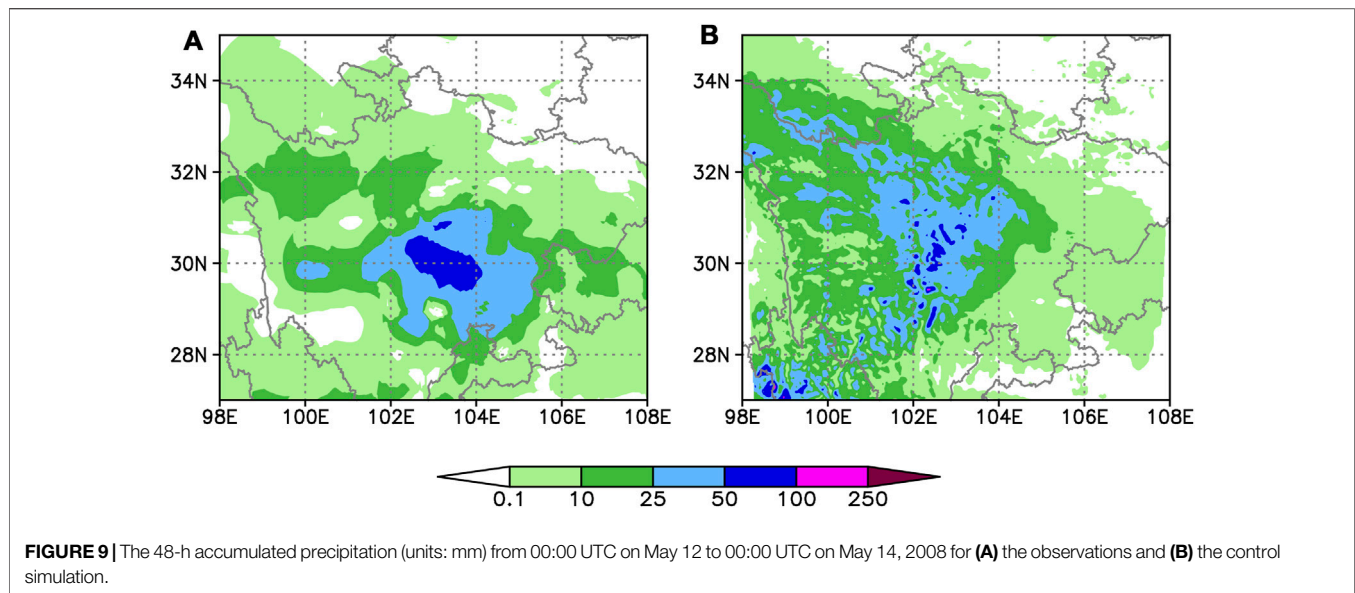 A
B
34N
32N
30N
28N
98E 100E 102E 104E 106E 108E
34N
32N
30N
28N
98E 100E 102E 104E 106E 108E
0.1 10 25 50 100 250
FIGURE 9 | The 48-h accumulated precipitation (units: mm) from 00:00 UTC on May 12 to 00:00 UTC on May 14, 2008 for (A) the observations and (B) the control
simulation.